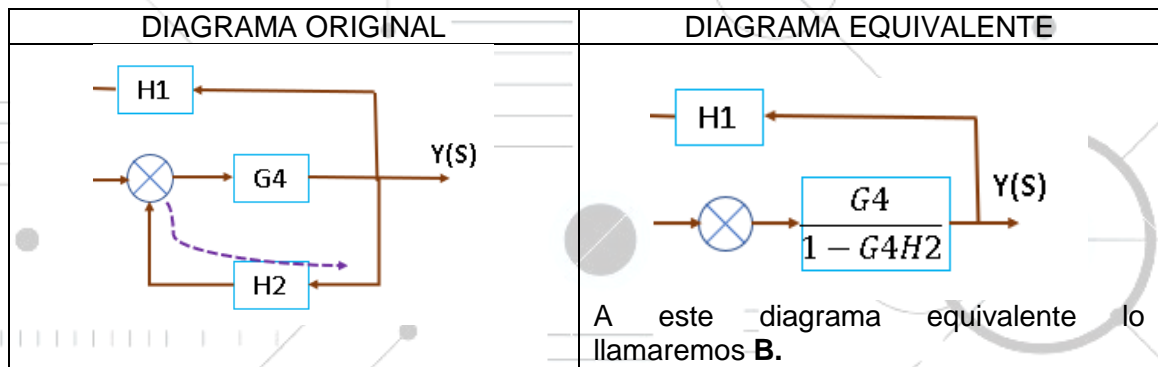 DIAGRAMA ORIGINAL
H1
Y(S)
G4
H2
DIAGRAMA EQUIVALENTE
H1
Y(S)
G4
1 − G4H2
A este diagrama equivalente lo
llamaremos B.